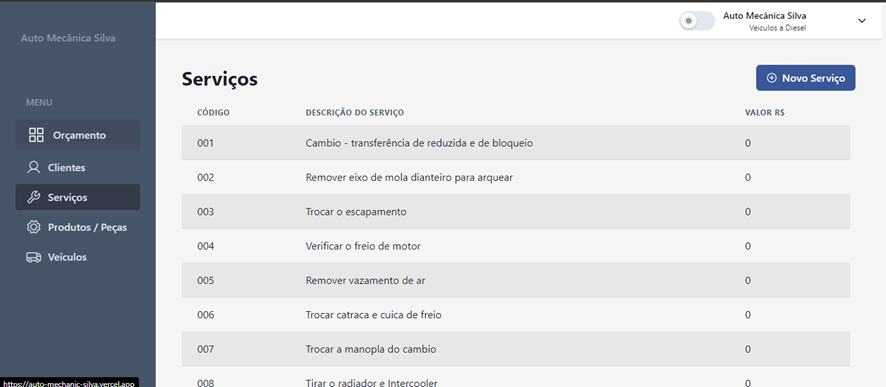 Auto Mecânica Silva
Auto Mecânica Silva
Veiculos a Diesel
MENU
Orçamento
Clientes
Serviços
Produtos / Peças
Veículos
Serviços
Novo Serviço
CÓDIGO DESCRIÇÃO DO SERVIÇO VALOR R$
001 Cambio - transferência de reduzida e de bloqueio 0
002 Remover eixo de mola dianteiro para arquear 0
003 Trocar o escapamento 0
004 Verificar o freio de motor 0
005 Remover vazamento de ar 0
006 Trocar catraca e cuica de freio 0
007 Trocar a manopla do cambio 0
008 Tirar o radiador e Intercooler 0
https://auto-mechanic-silva.vercel.app